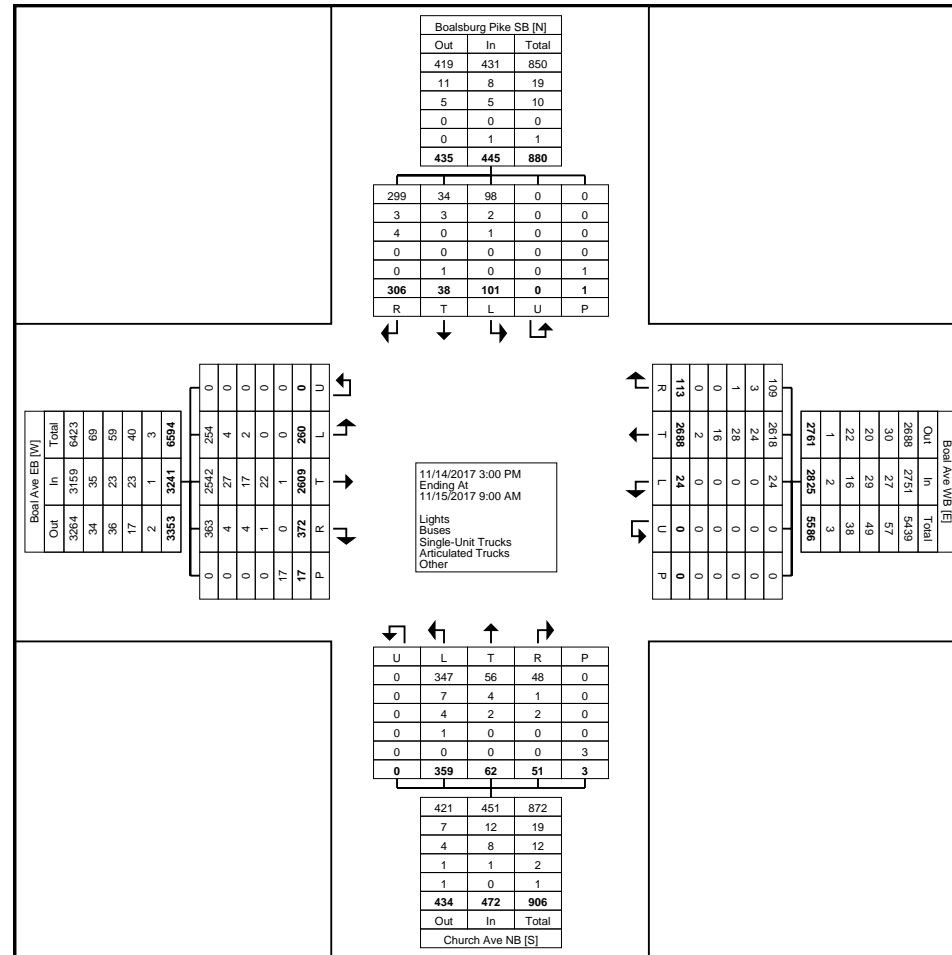 Boalsburg Pike SB [N]
Out In Total
419 431 850
11 8 19
5 5 10
0 0 0
0 1 1
435 445 880
299 34 98 0 0
3 3 2 0 0
4 0 1 0 0
0 0 0 0 0
0 1 0 0 1
306 38 101 0 1
R T L U P
Boal Ave EB [W]
Out In Total
3264 3159 6423
34 35 69
36 23 59
17 23 40
2 1 3
3353 3241 6594
0 363 2542 254 0
0 4 27 4 0
0 4 17 2 0
0 1 22 0 0
17 0 1 0 0
17 372 2609 260 0
P R T L U
11/14/2017 3:00 PM
Ending At
11/15/2017 9:00 AM
Lights
Buses
Single-Unit Trucks
Articulated Trucks
Other
Boal Ave WB [E]
Out In Total
2688 2751 5439
30 27 57
20 29 49
22 16 38
1 2 3
2761 2825 5586
109 2618 24 0 0
3 24 0 0 0
1 28 0 0 0
0 16 0 0 0
0 2 0 0 0
113 2688 24 0 0
R T L U P
U L T R P
0 347 56 48 0
0 7 4 1 0
0 4 2 2 0
0 1 0 0 0
0 0 0 0 3
0 359 62 51 3
421 451 872
7 12 19
4 8 12
1 1 2
1 0 1
434 472 906
Out In Total
Church Ave NB [S]